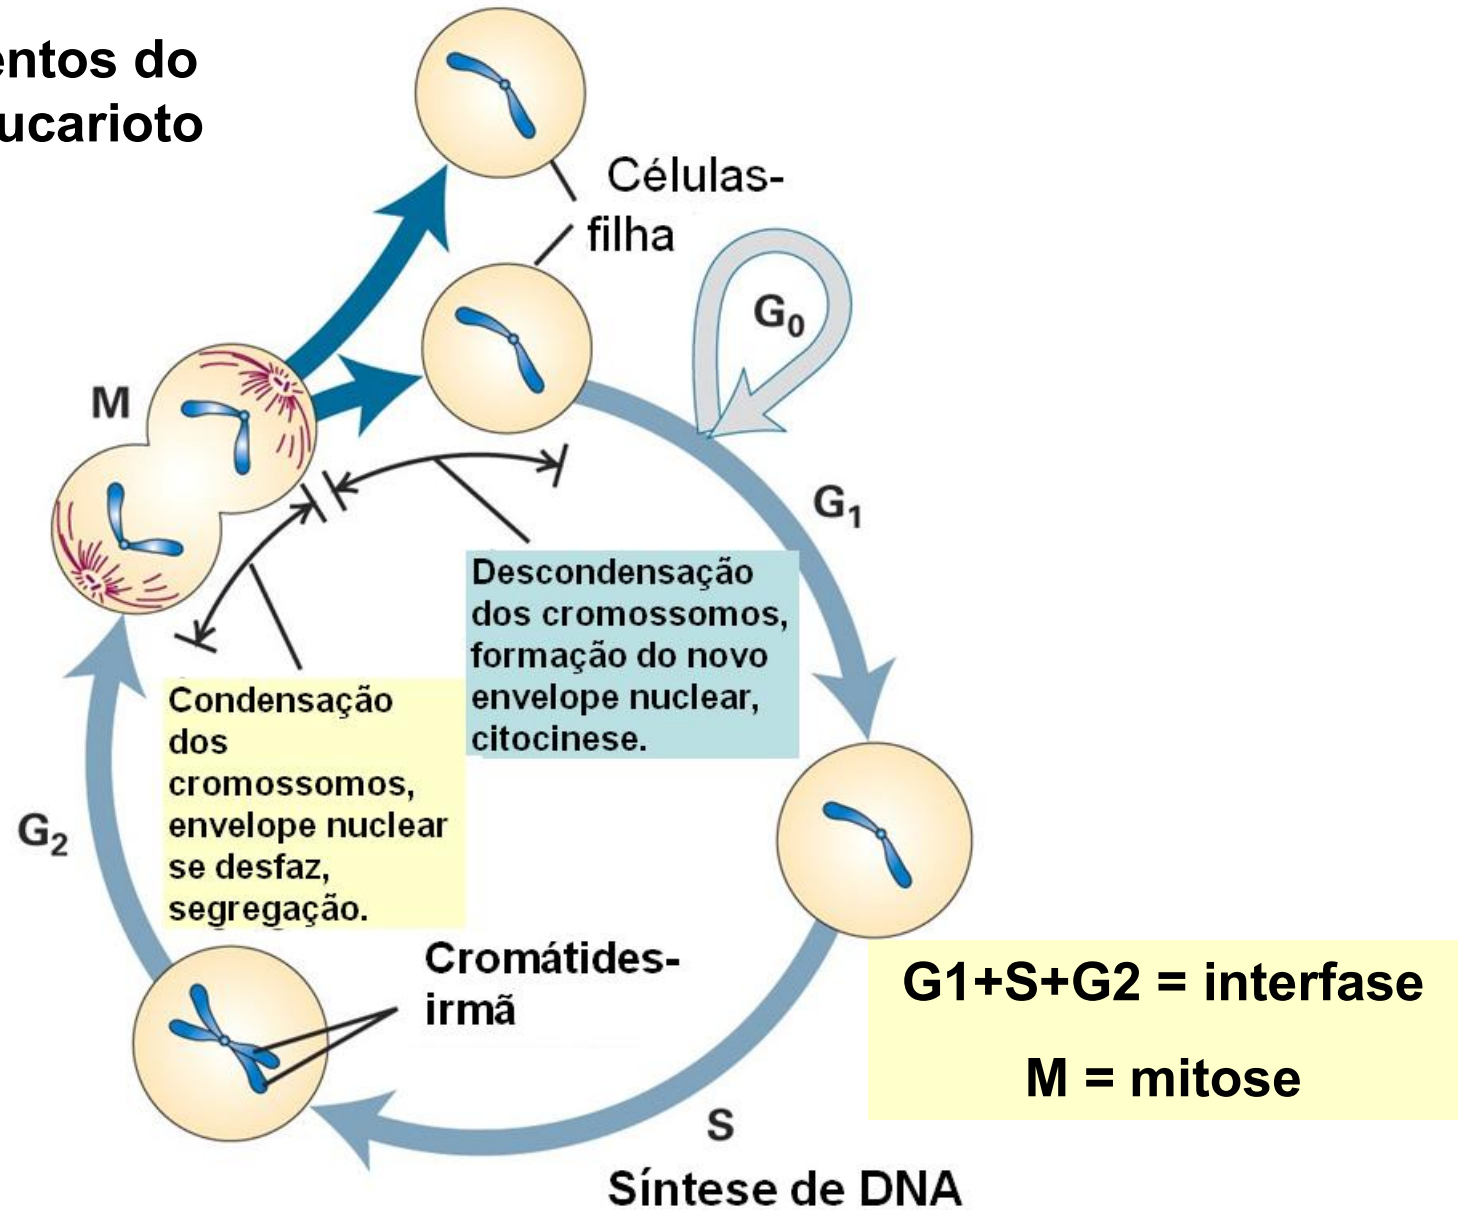 entos do
ucarioto
Células-
filha
G₀
M
G₁
Descondensação
dos cromossomos,
formação do novo
envelope nuclear,
citocinese.
Condensação
dos
cromossomos,
envelope nuclear
se desfaz,
segregação.
G₂
Cromátides-
irmã
G1+S+G2 = interfase
M = mitose
S
Síntese de DNA